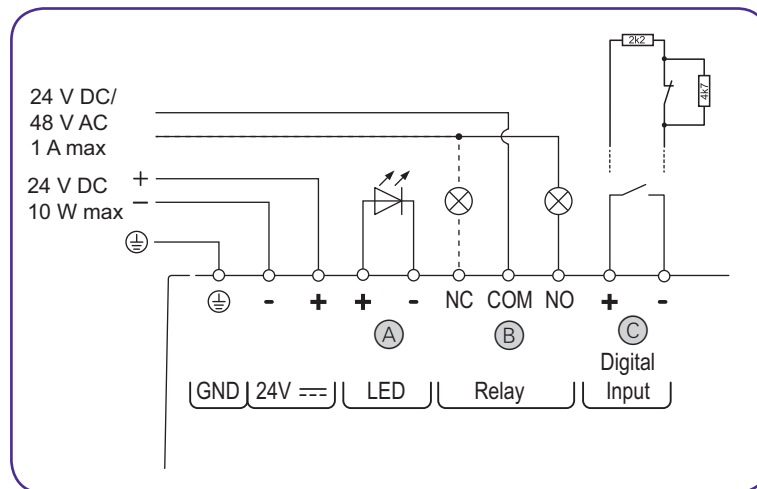 2k2
4k7
24 V DC/
48 V AC
1 A max
24 V DC
10 W max
+
−
- + + - NC COM NO + -
A B C
Digital
GND 24V LED Relay Input